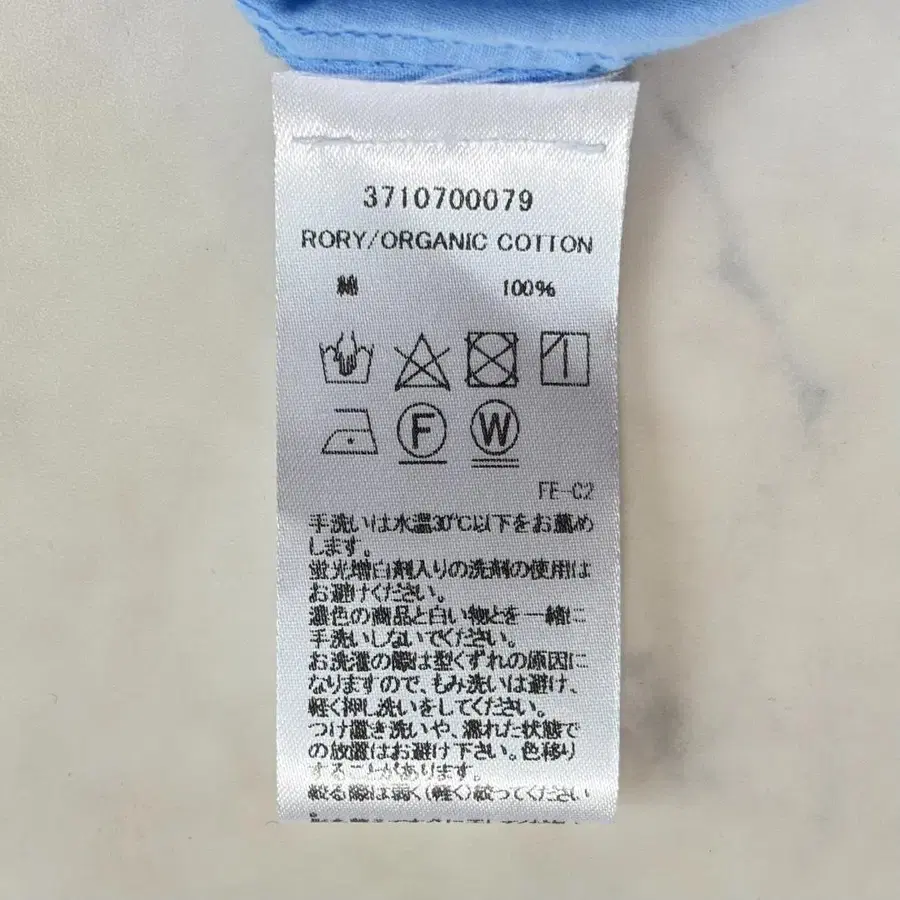 3710700079
RORY/ORGANIC COTTON
綿 100%
F W
FE-C2
手洗いは水温30℃以下をお薦め
します。
蛍光増白剤入りの洗剤の使用は
お避けください。
濃色の商品と白い物とを一緒に
手洗いしないでください。
お洗濯の際は型くずれの原因に
なりますので、もみ洗いは避け、
軽く押し洗いをしてください。
つけ置き洗いや、濡れた状態で
の放置はお避け下さい。色移り
することがあります。
絞る際は弱く(軽く)絞ってください
。